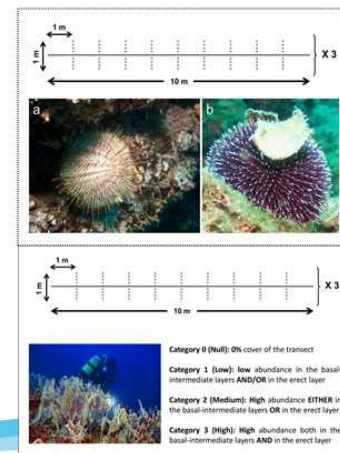 1 m
1 m
X 3
10 m
a
b
1 m
1 m
X 3
10 m
Category 0 (Null): 0% cover of the transect
Category 1 (Low): low abundance in the basal-
intermediate layers AND/OR in the erect layer
Category 2 (Medium): High abundance EITHER in
the basal-intermediate layers OR in the erect layer
Category 3 (High): High abundance both in the
basal-intermediate layers AND in the erect layer